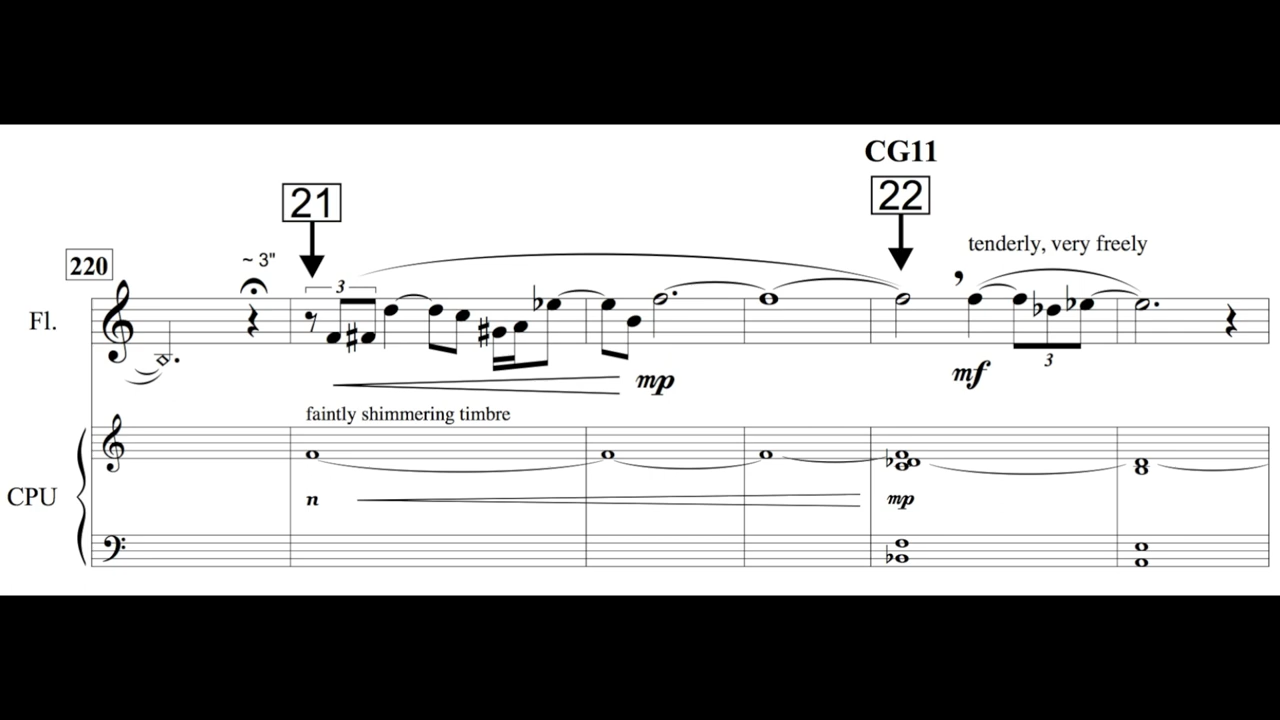 CG11
21
22
tenderly, very freely
220
~ 3"
3
Fl.
3
mp
mf
faintly shimmering timbre
CPU
n
mp